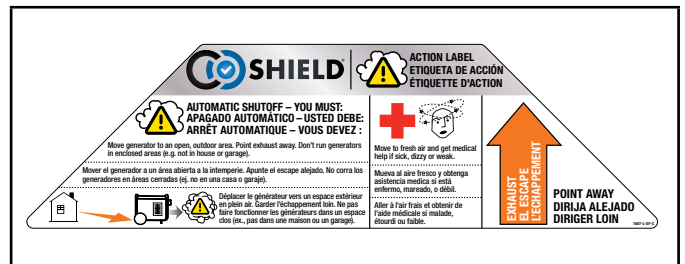 CO SHIELD
ACTION LABEL
ETIQUETA DE ACCIÓN
ÉTIQUETTE D'ACTION
AUTOMATIC SHUTOFF – YOU MUST:
APAGADO AUTOMÁTICO – USTED DEBE:
ARRÊT AUTOMATIQUE – VOUS DEVEZ :
Move generator to an open, outdoor area. Point exhaust away. Don't run generators
in enclosed areas (e.g. not in house or garage).
Mover el generador a un área abierta a la intemperie. Apunte el escape alejado. No corra los
generadores en áreas cerradas (ej. no en una casa o garaje).
Déplacer le générateur vers un espace extérieur
en plein air. Garder l'échappement loin. Ne pas
faire fonctionner les générateurs dans un espace
clos (ex., pas dans une maison ou un garage).
Move to fresh air and get medical
help if sick, dizzy or weak.
Mueva al aire fresco y obtenga
asistencia medica si está
enfermo, mareado, o débil.
Aller à l'air frais et obtenir de
l'aide médicale si malade,
étourdi ou faible.
EXHAUST
EL ESCAPE
L'ECHAPPEMENT
POINT AWAY
DIRIJA ALEJADO
DIRIGER LOIN